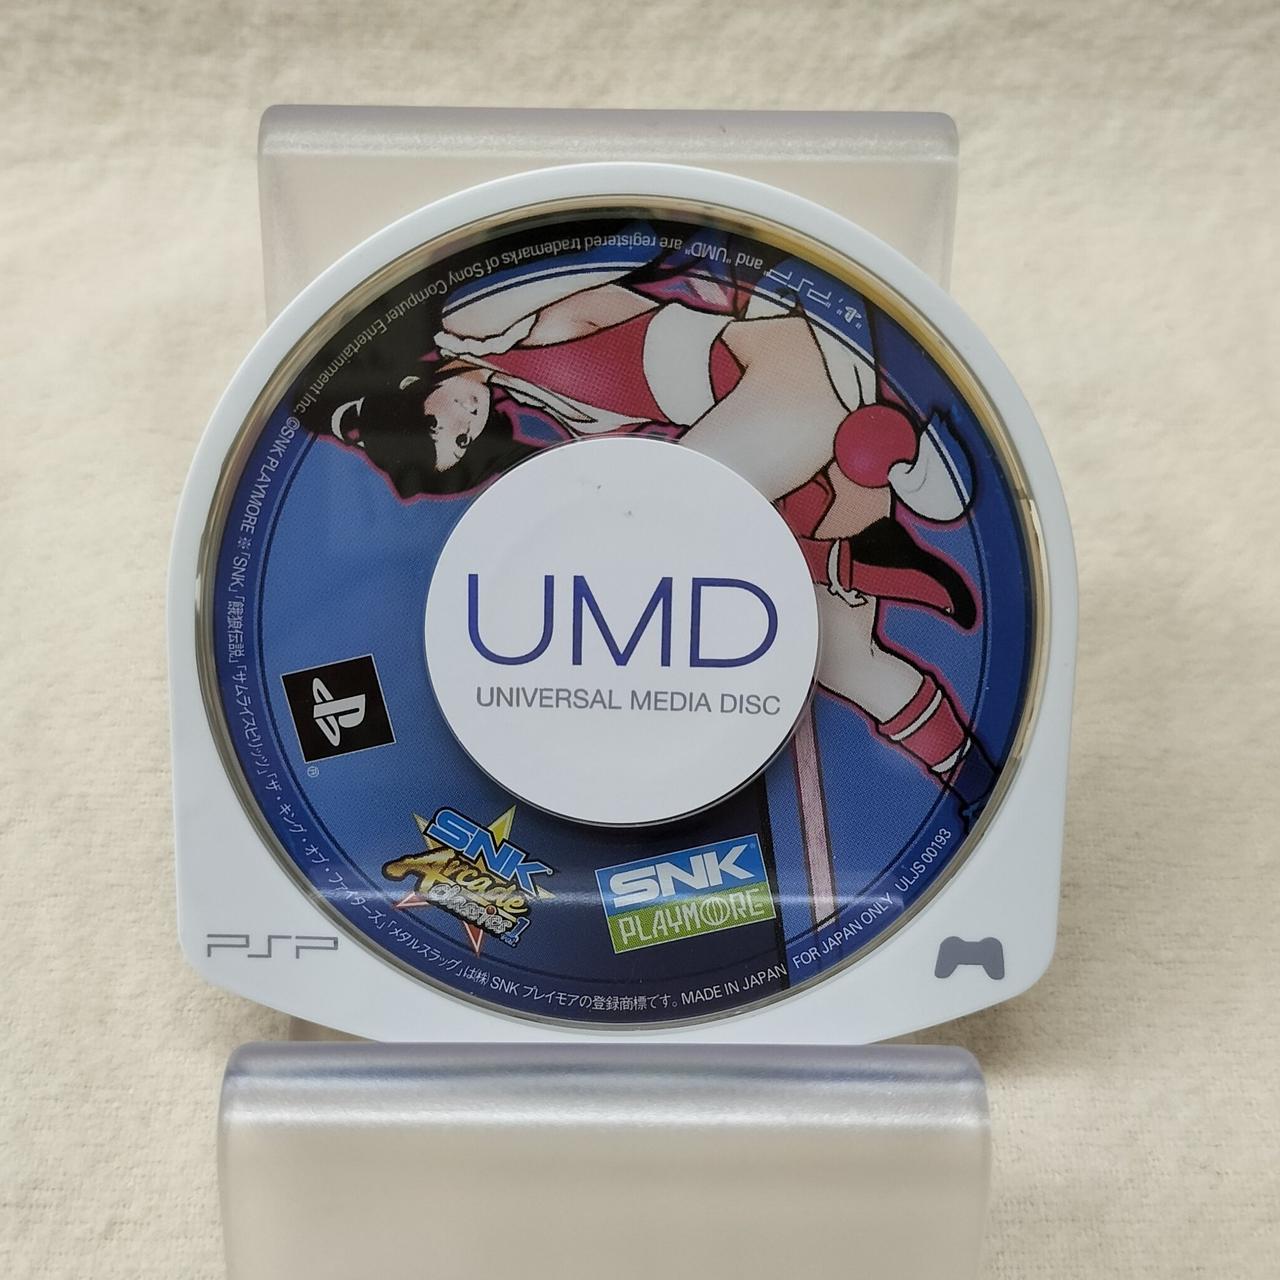 UMD
UNIVERSAL MEDIA DISC
SNK
Arcade
Classics
vol.1
SNK
PLAYMORE
PSP
" ", "PSP" and "UMD" are registered trademarks of Sony Computer Entertainment Inc. ©SNK PLAYMORE ※「SNK」「餓狼伝説」「サムライスピリッツ」「ザ・キング・オブ・ファイターズ」「メタルスラッグ」は(株)SNK プレイモアの登録商標です。 MADE IN JAPAN FOR JAPAN ONLY ULJS 00193